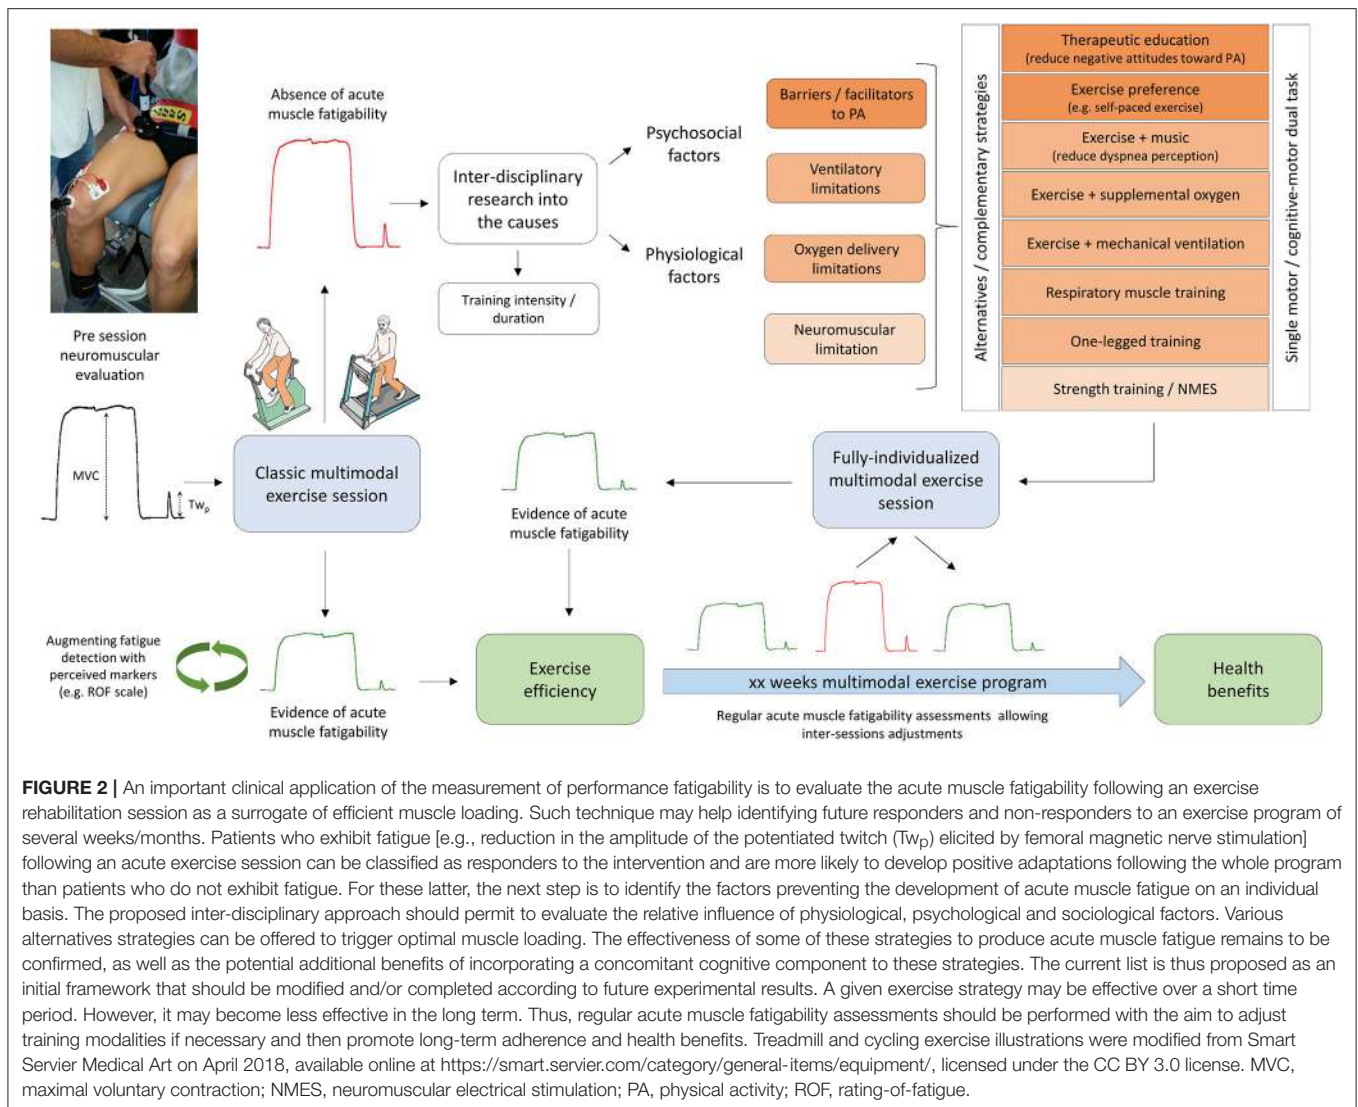 Absence of acute
muscle fatigability
Pre session
neuromuscular
evaluation
MVC
Twp
Classic multimodal
exercise session
Inter-disciplinary
research into
the causes
Training intensity /
duration
Psychosocial
factors
Physiological
factors
Barriers / facilitators
to PA
Ventilatory
limitations
Oxygen delivery
limitations
Neuromuscular
limitation
Alternatives / complementary strategies
Therapeutic education
(reduce negative attitudes toward PA)
Exercise preference
(e.g. self-paced exercise)
Exercise + music
(reduce dyspnea perception)
Exercise + supplemental oxygen
Exercise + mechanical ventilation
Respiratory muscle training
One-legged training
Strength training / NMES
Single motor / cognitive-motor dual task
Fully-individualized
multimodal exercise
session
Evidence of acute
muscle fatigability
Augmenting fatigue
detection with
perceived markers
(e.g. ROF scale)
Evidence of acute
muscle fatigability
Exercise
efficiency
xx weeks multimodal exercise program
Regular acute muscle fatigability assessments allowing
inter-sessions adjustments
Health
benefits
FIGURE 2 | An important clinical application of the measurement of performance fatigability is to evaluate the acute muscle fatigability following an exercise
rehabilitation session as a surrogate of efficient muscle loading. Such technique may help identifying future responders and non-responders to an exercise program of
several weeks/months. Patients who exhibit fatigue [e.g., reduction in the amplitude of the potentiated twitch (Twp) elicited by femoral magnetic nerve stimulation]
following an acute exercise session can be classified as responders to the intervention and are more likely to develop positive adaptations following the whole program
than patients who do not exhibit fatigue. For these latter, the next step is to identify the factors preventing the development of acute muscle fatigue on an individual
basis. The proposed inter-disciplinary approach should permit to evaluate the relative influence of physiological, psychological and sociological factors. Various
alternatives strategies can be offered to trigger optimal muscle loading. The effectiveness of some of these strategies to produce acute muscle fatigue remains to be
confirmed, as well as the potential additional benefits of incorporating a concomitant cognitive component to these strategies. The current list is thus proposed as an
initial framework that should be modified and/or completed according to future experimental results. A given exercise strategy may be effective over a short time
period. However, it may become less effective in the long term. Thus, regular acute muscle fatigability assessments should be performed with the aim to adjust
training modalities if necessary and then promote long-term adherence and health benefits. Treadmill and cycling exercise illustrations were modified from Smart
Servier Medical Art on April 2018, available online at https://smart.servier.com/category/general-items/equipment/, licensed under the CC BY 3.0 license. MVC,
maximal voluntary contraction; NMES, neuromuscular electrical stimulation; PA, physical activity; ROF, rating-of-fatigue.